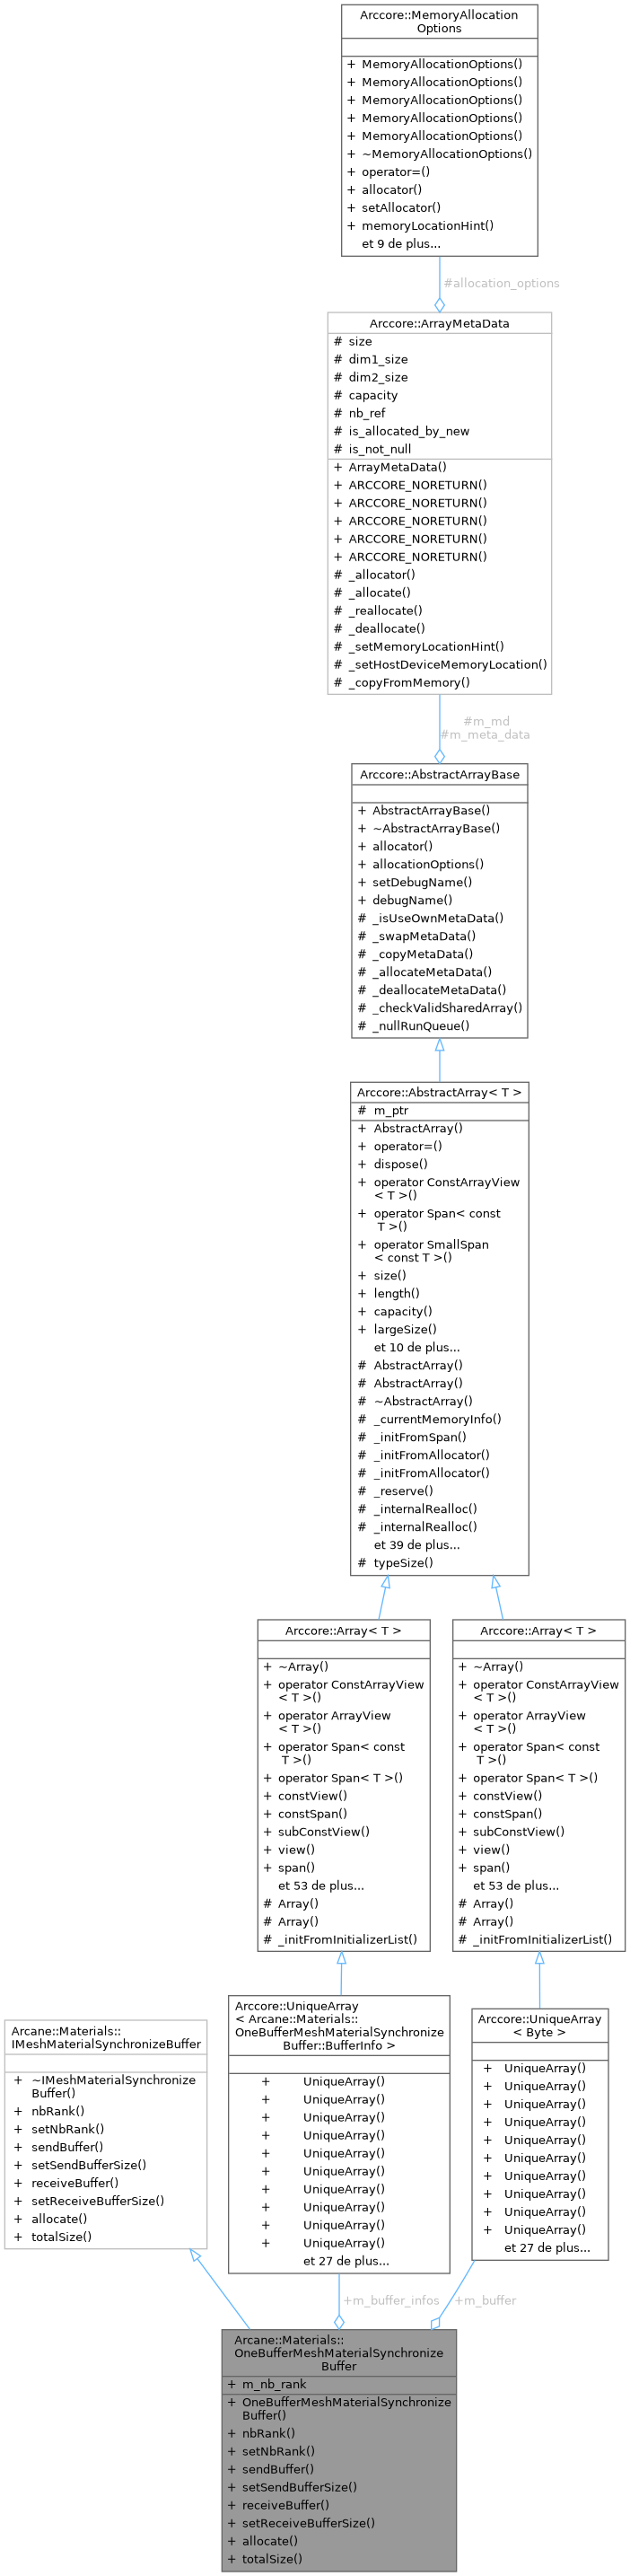 Arccore::MemoryAllocation
Options
+ MemoryAllocationOptions()
+ MemoryAllocationOptions()
+ MemoryAllocationOptions()
+ MemoryAllocationOptions()
+ MemoryAllocationOptions()
+ ~MemoryAllocationOptions()
+ operator=()
+ allocator()
+ setAllocator()
+ memoryLocationHint()
et 9 de plus...
#allocation_options
Arccore::ArrayMetaData
# size
# dim1_size
# dim2_size
# capacity
# nb_ref
# is_allocated_by_new
# is_not_null
+ ArrayMetaData()
+ ARCCORE_NORETURN()
+ ARCCORE_NORETURN()
+ ARCCORE_NORETURN()
+ ARCCORE_NORETURN()
+ ARCCORE_NORETURN()
# _allocator()
# _allocate()
# _reallocate()
# _deallocate()
# _setMemoryLocationHint()
# _setHostDeviceMemoryLocation()
# _copyFromMemory()
#m_md
#m_meta_data
Arccore::AbstractArrayBase
+ AbstractArrayBase()
+ ~AbstractArrayBase()
+ allocator()
+ allocationOptions()
+ setDebugName()
+ debugName()
# _isUseOwnMetaData()
# _swapMetaData()
# _copyMetaData()
# _allocateMetaData()
# _deallocateMetaData()
# _checkValidSharedArray()
# _nullRunQueue()
Arccore::AbstractArray< T >
# m_ptr
+ AbstractArray()
+ operator=()
+ dispose()
+ operator ConstArrayView
< T >()
+ operator Span< const
T >()
+ operator SmallSpan
< const T >()
+ size()
+ length()
+ capacity()
+ largeSize()
et 10 de plus...
# AbstractArray()
# AbstractArray()
# ~AbstractArray()
# _currentMemoryInfo()
# _initFromSpan()
# _initFromAllocator()
# _initFromAllocator()
# _reserve()
# _internalRealloc()
# _internalRealloc()
et 39 de plus...
# typeSize()
Arccore::Array< T >
+ ~Array()
+ operator ConstArrayView
< T >()
+ operator ArrayView
< T >()
+ operator Span< const
T >()
+ operator Span< T >()
+ constView()
+ constSpan()
+ subConstView()
+ view()
+ span()
et 53 de plus...
# Array()
# Array()
# _initFromInitializerList()
Arccore::Array< T >
+ ~Array()
+ operator ConstArrayView
< T >()
+ operator ArrayView
< T >()
+ operator Span< const
T >()
+ operator Span< T >()
+ constView()
+ constSpan()
+ subConstView()
+ view()
+ span()
et 53 de plus...
# Array()
# Array()
# _initFromInitializerList()
Arcane::Materials::
IMeshMaterialSynchronizeBuffer
+ ~IMeshMaterialSynchronize
Buffer()
+ nbRank()
+ setNbRank()
+ sendBuffer()
+ setSendBufferSize()
+ receiveBuffer()
+ setReceiveBufferSize()
+ allocate()
+ totalSize()
Arccore::UniqueArray
< Arcane::Materials::
OneBufferMeshMaterialSynchronize
Buffer::BufferInfo >
+ UniqueArray()
+ UniqueArray()
+ UniqueArray()
+ UniqueArray()
+ UniqueArray()
+ UniqueArray()
+ UniqueArray()
+ UniqueArray()
+ UniqueArray()
+ UniqueArray()
et 27 de plus...
Arccore::UniqueArray
< Byte >
+ UniqueArray()
+ UniqueArray()
+ UniqueArray()
+ UniqueArray()
+ UniqueArray()
+ UniqueArray()
+ UniqueArray()
+ UniqueArray()
+ UniqueArray()
+ UniqueArray()
et 27 de plus...
+m_buffer_infos
+m_buffer
Arcane::Materials::
OneBufferMeshMaterialSynchronize
Buffer
+ m_nb_rank
+ OneBufferMeshMaterialSynchronize
Buffer()
+ nbRank()
+ setNbRank()
+ sendBuffer()
+ setSendBufferSize()
+ receiveBuffer()
+ setReceiveBufferSize()
+ allocate()
+ totalSize()